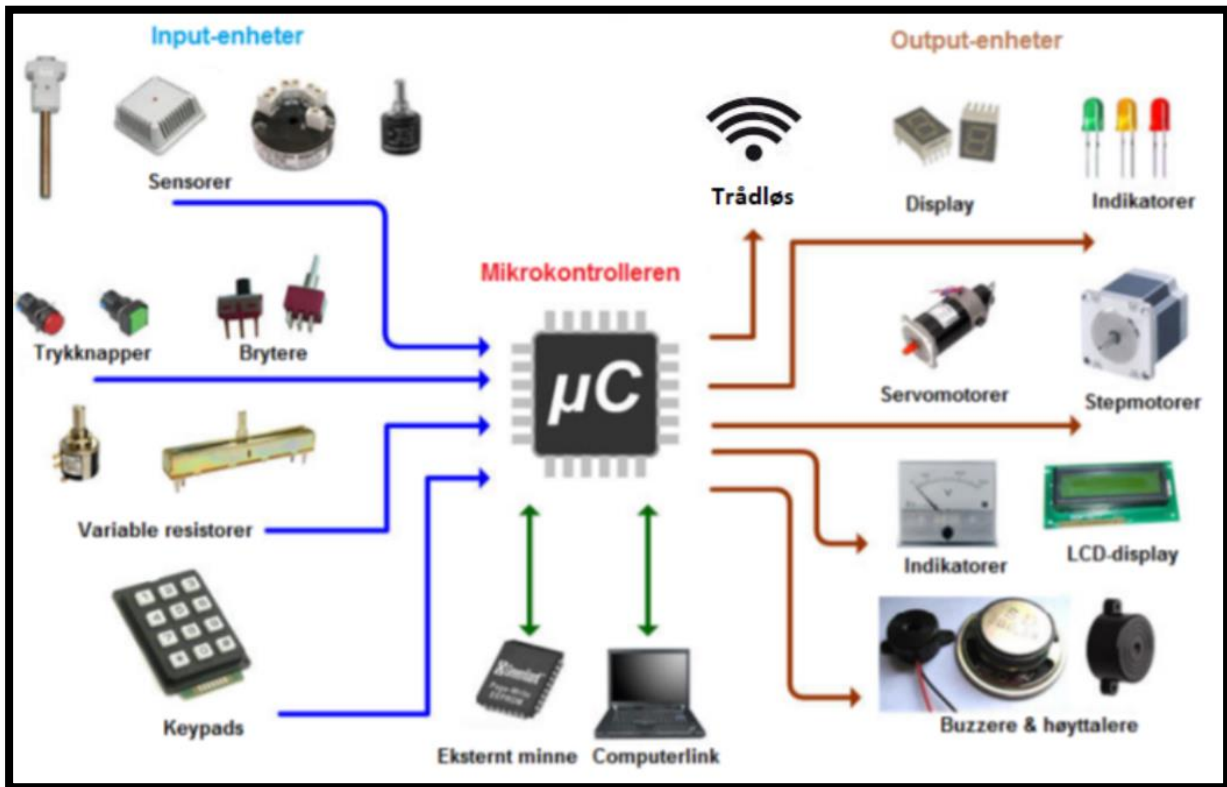 Input-enheter
Output-enheter
Sensorer
Trådløs
Display
Indikatorer
Mikrokontrolleren
µC
Trykknapper
Brytere
Servomotorer
Stepmotorer
Variable resistorer
Indikatorer
LCD-display
Keypads
Eksternt minne
Computerlink
Buzzere & høyttalere